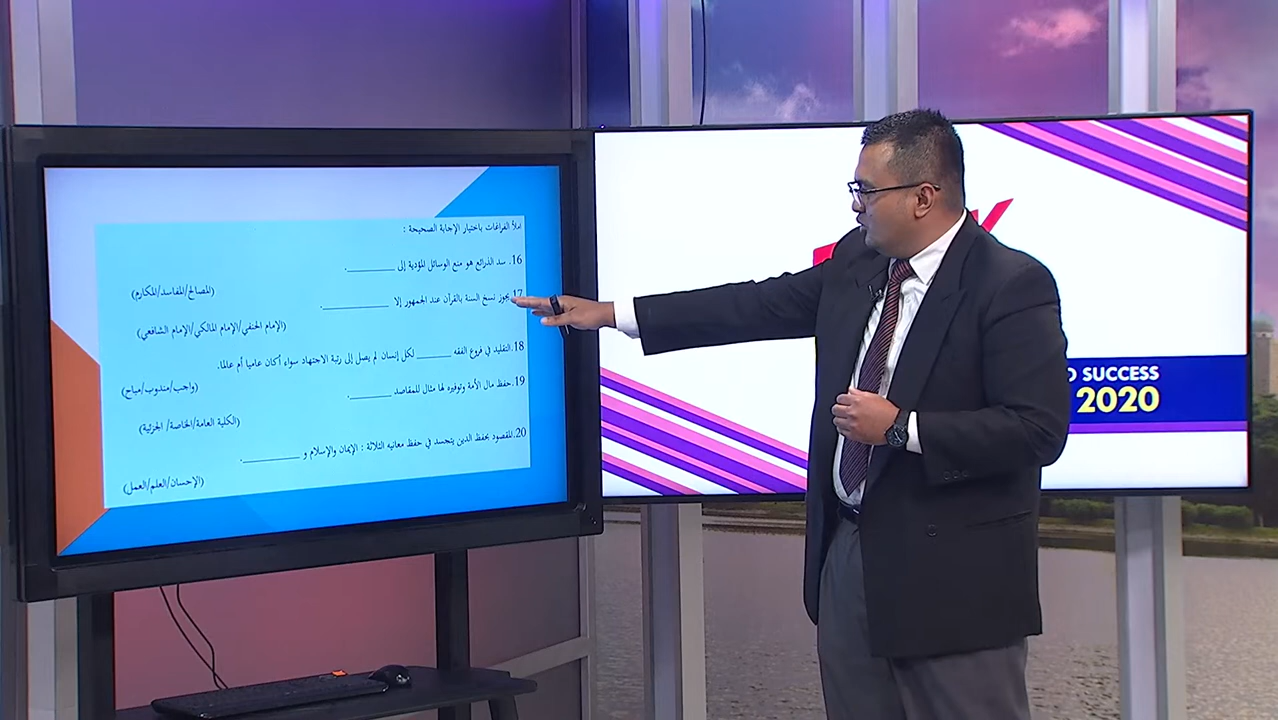 املأ الفراغات باختيار الإجابة الصحيحة :
16. سد الذرائع هو منع الوسائل المؤدية إلى ________.
(المصالح/المفاسد/المكارم)
17. يجوز نسخ السنة بالقرآن عند الجمهور إلا ________.
(الإمام الحنفي/الإمام المالكي/الإمام الشافعي)
18.التقليد في فروع الفقه ________ لكل إنسان لم يصل إلى رتبة الاجتهاد سواء أكان عاميا أم عالما.
(واجب/مندوب/مباح)
19.حفظ مال الأمة وتوفيره لها مثال للمقاصد ________.
(الكلية العامة/الخاصة/ الجزئية)
20.المقصود بحفظ الدين يتجسد في حفظ معانيه الثلاثة : الإيمان والإسلام و ________.
(الإحسان/العلم/العمل)
SUCCESS
2020